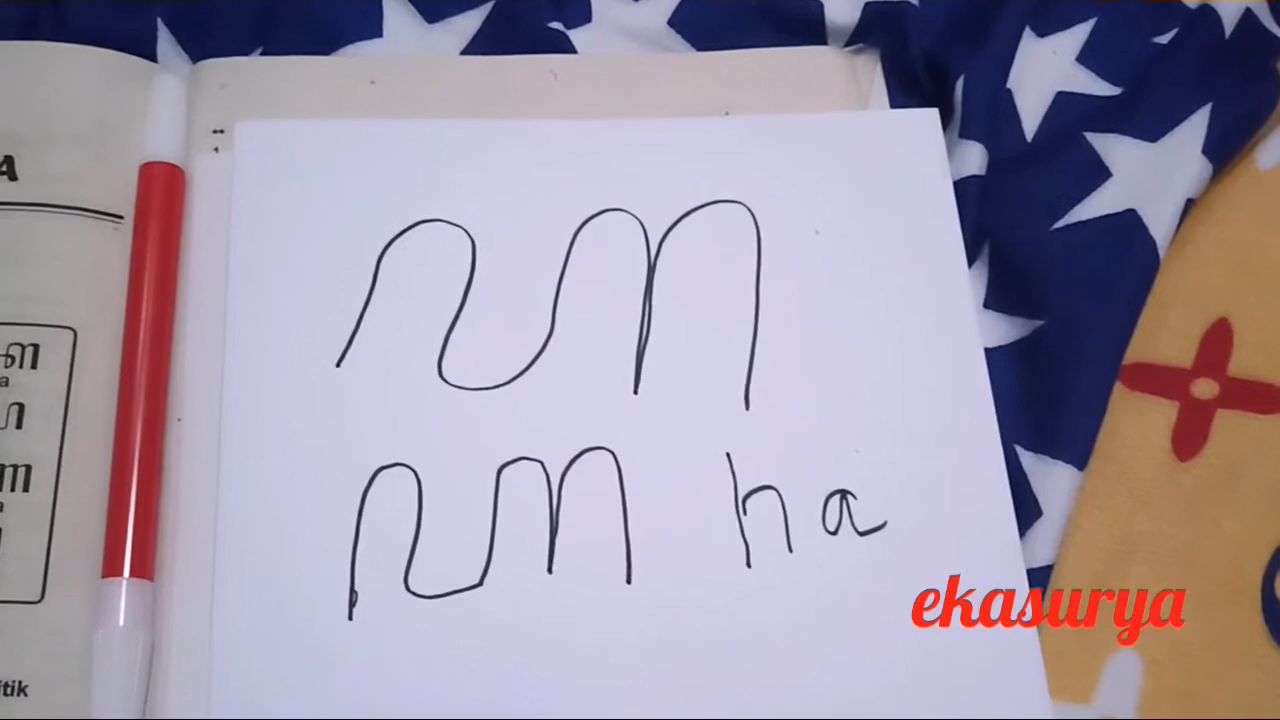 ꦲ
ꦲ ha
ekasurya